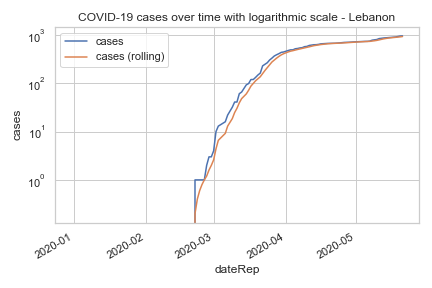 COVID-19 cases over time with logarithmic scale - Lebanon
cases
cases (rolling)
10³
10²
10¹
10⁰
cases
2020-01
2020-02
2020-03
2020-04
2020-05
dateRep